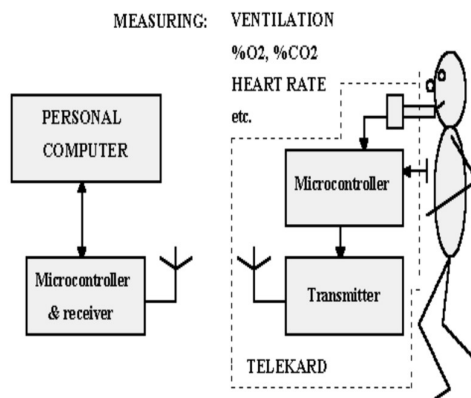 MEASURING: VENTILATION
%O2, %CO2
HEART RATE
etc.
PERSONAL
COMPUTER
Microcontroller
Microcontroller
& receiver
Transmitter
TELEKARD